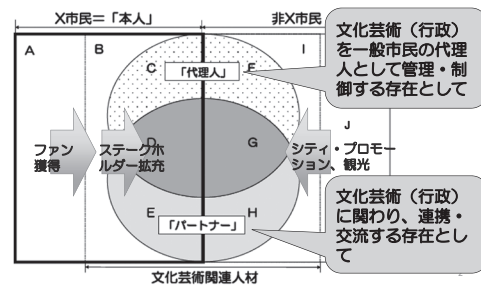 X市民＝「本人」
非X市民
A
B
C
「代理人」
F
I
文化芸術（行政）
を一般市民の代理
人として管理・制
御する存在として
J
ファン
獲得
ステークホ
ルダー拡充
D
G
シティ・プロモー
ション、観光
E
「パートナー」
H
文化芸術（行政）
に関わり、連携・
交流する存在とし
て
文化芸術関連人材